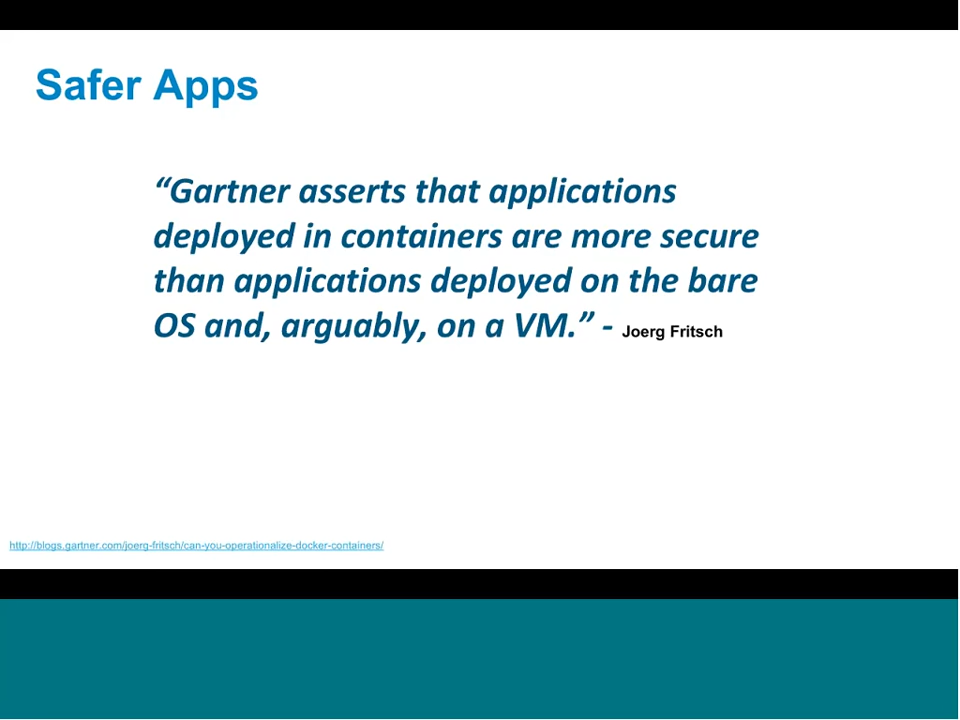 Safer Apps
“Gartner asserts that applications
deployed in containers are more secure
than applications deployed on the bare
OS and, arguably, on a VM.” - Joerg Fritsch
http://blogs.gartner.com/joerg-fritsch/can-you-operationalize-docker-containers/